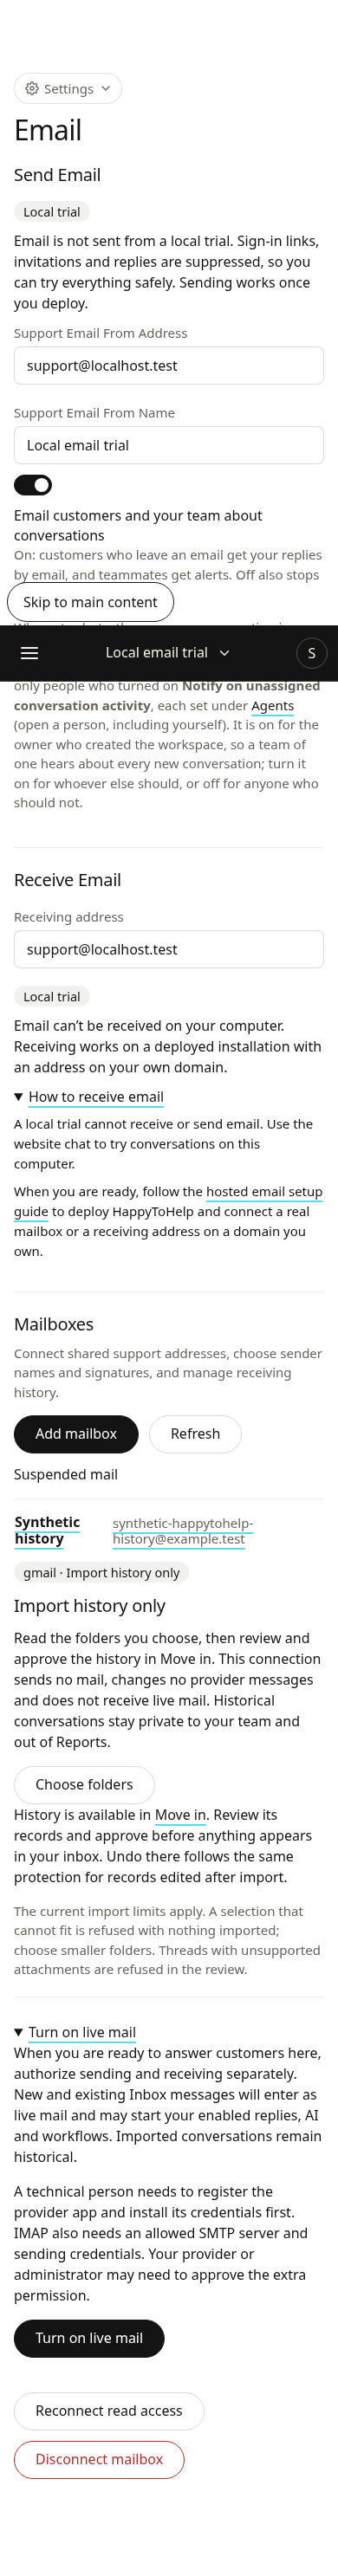 Settings
Email
Send Email
Local trial
Email is not sent from a local trial. Sign-in links,
invitations and replies are suppressed, so you
can try everything safely. Sending works once
you deploy.
Support Email From Address
support@localhost.test
Support Email From Name
Local email trial
Email customers and your team about
conversations
On: customers who leave an email get your replies
by email, and teammates get alerts. Off also stops
Skip to main content
Local email trial
S
only people who turned on Notify on unassigned
conversation activity, each set under Agents
(open a person, including yourself). It is on for the
owner who created the workspace, so a team of
one hears about every new conversation; turn it
on for whoever else should, or off for anyone who
should not.
Receive Email
Receiving address
support@localhost.test
Local trial
Email can’t be received on your computer.
Receiving works on a deployed installation with
an address on your own domain.
How to receive email
A local trial cannot receive or send email. Use the
website chat to try conversations on this
computer.
When you are ready, follow the hosted email setup
guide to deploy HappyToHelp and connect a real
mailbox or a receiving address on a domain you
own.
Mailboxes
Connect shared support addresses, choose sender
names and signatures, and manage receiving
history.
Add mailbox Refresh
Suspended mail
Synthetic history
synthetic-happytohelp-
history@example.test
gmail · Import history only
Import history only
Read the folders you choose, then review and
approve the history in Move in. This connection
sends no mail, changes no provider messages
and does not receive live mail. Historical
conversations stay private to your team and
out of Reports.
Choose folders
History is available in Move in. Review its
records and approve before anything appears
in your inbox. Undo there follows the same
protection for records edited after import.
The current import limits apply. A selection that
cannot fit is refused with nothing imported;
choose smaller folders. Threads with unsupported
attachments are refused in the review.
Turn on live mail
When you are ready to answer customers here,
authorize sending and receiving separately.
New and existing Inbox messages will enter as
live mail and may start your enabled replies, AI
and workflows. Imported conversations remain
historical.
A technical person needs to register the
provider app and install its credentials first.
IMAP also needs an allowed SMTP server and
sending credentials. Your provider or
administrator may need to approve the extra
permission.
Turn on live mail
Reconnect read access
Disconnect mailbox